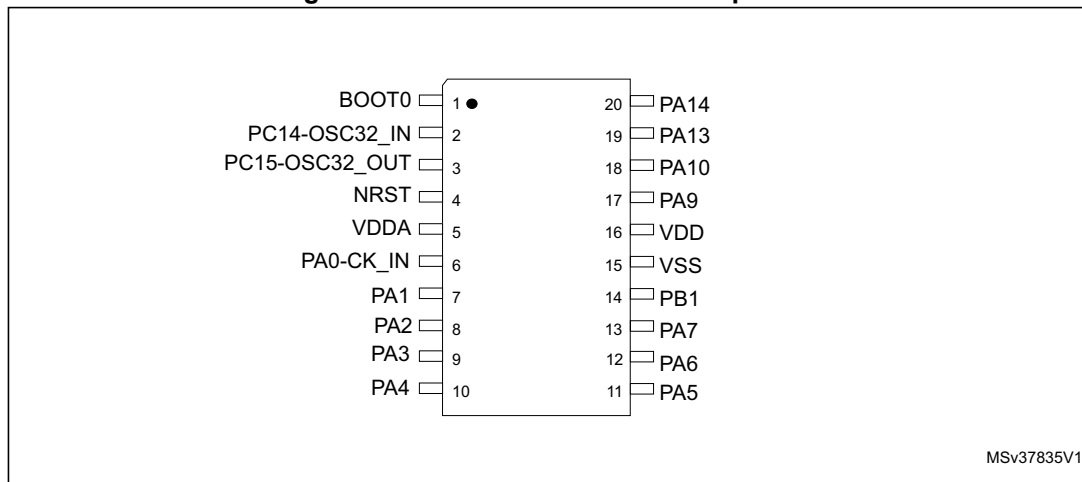 BOOT0 1 20 PA14
PC14-OSC32_IN 2 19 PA13
PC15-OSC32_OUT 3 18 PA10
NRST 4 17 PA9
VDDA 5 16 VDD
PA0-CK_IN 6 15 VSS
PA1 7 14 PB1
PA2 8 13 PA7
PA3 9 12 PA6
PA4 10 11 PA5
MSv37835V1